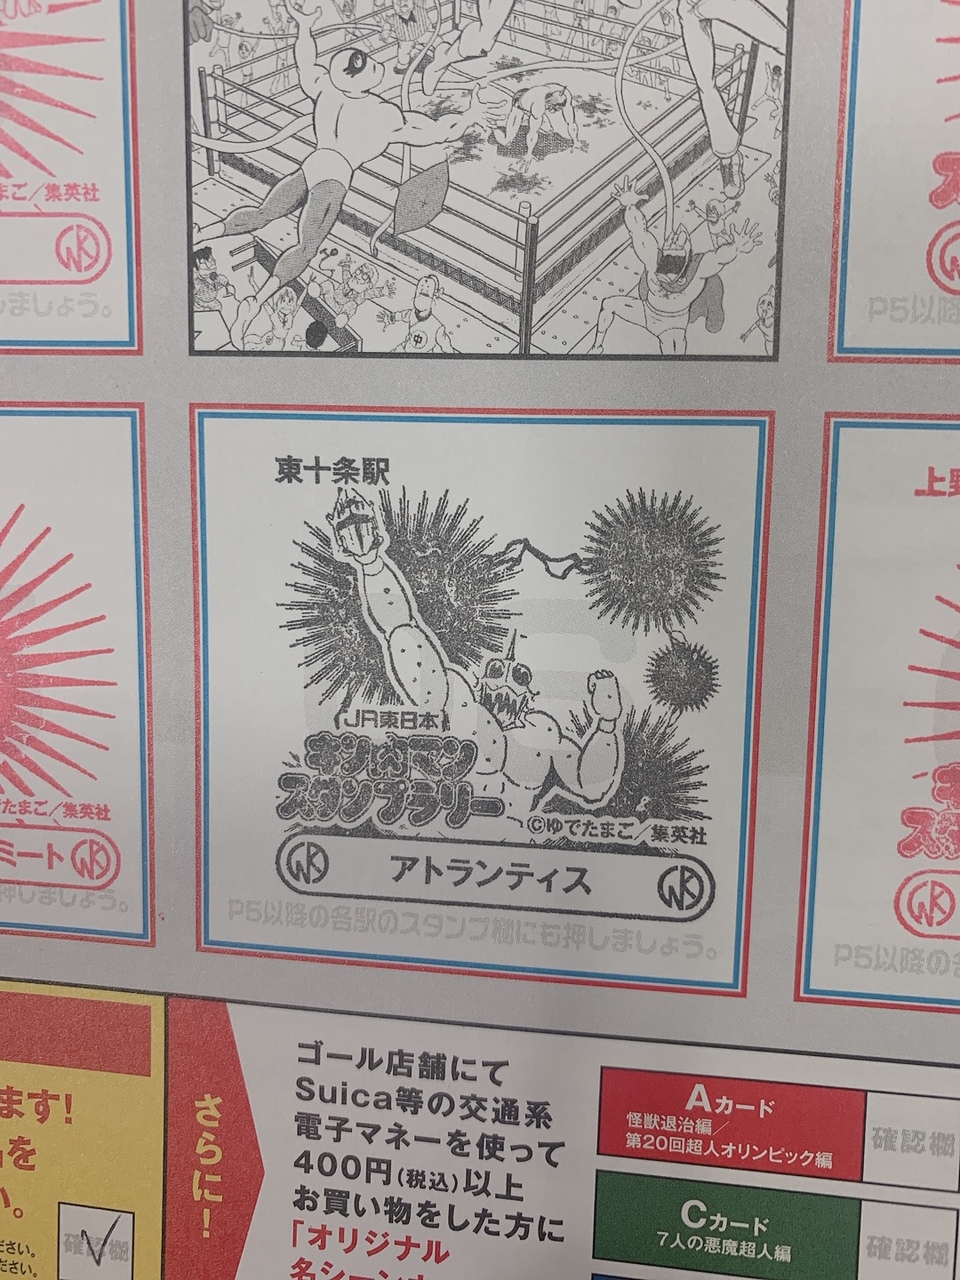 まご／集英社
しましょう。
P5以降
東十条駅
JR東日本
キン肉マン
スタンプラリー
©ゆでたまご／集英社
アトランティス
P5以降の各駅のスタンプ欄にも押しましょう。
でたまご／集英社
ミート
押しましょう。
上野
P5以降の各
ます!
を
い。
ださい。
ださい。
確認欄
さらに!
ゴール店舗にて
Suica等の交通系
電子マネーを使って
400円(税込)以上
お買い物をした方に
「オリジナル
名シーン
Aカード
怪獣退治編／
第20回超人オリンピック編
確認欄
Cカード
7人の悪魔超人編
確認欄